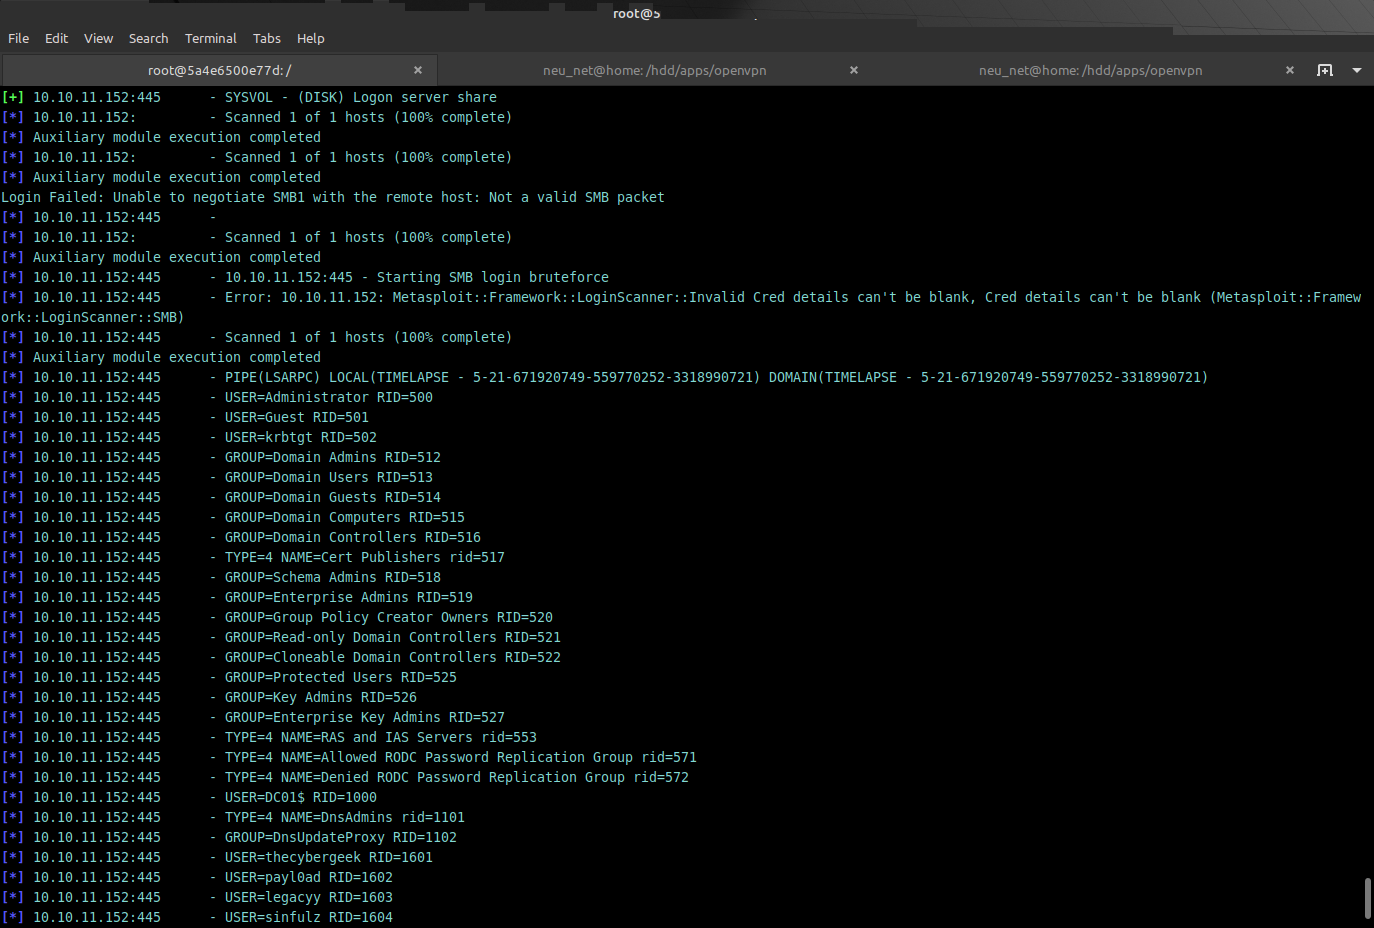 root@5
File Edit View Search Terminal Tabs Help
root@5a4e6500e77d: / × neu_net@home: /hdd/apps/openvpn × neu_net@home: /hdd/apps/openvpn ×
[+] 10.10.11.152:445 - SYSVOL - (DISK) Logon server share
[*] 10.10.11.152: - Scanned 1 of 1 hosts (100% complete)
[*] Auxiliary module execution completed
[*] 10.10.11.152: - Scanned 1 of 1 hosts (100% complete)
[*] Auxiliary module execution completed
Login Failed: Unable to negotiate SMB1 with the remote host: Not a valid SMB packet
[*] 10.10.11.152:445 -
[*] 10.10.11.152: - Scanned 1 of 1 hosts (100% complete)
[*] Auxiliary module execution completed
[*] 10.10.11.152:445 - 10.10.11.152:445 - Starting SMB login bruteforce
[*] 10.10.11.152:445 - Error: 10.10.11.152: Metasploit::Framework::LoginScanner::Invalid Cred details can't be blank, Cred details can't be blank (Metasploit::Framew
ork::LoginScanner::SMB)
[*] 10.10.11.152:445 - Scanned 1 of 1 hosts (100% complete)
[*] Auxiliary module execution completed
[*] 10.10.11.152:445 - PIPE(LSARPC) LOCAL(TIMELAPSE - 5-21-671920749-559770252-3318990721) DOMAIN(TIMELAPSE - 5-21-671920749-559770252-3318990721)
[*] 10.10.11.152:445 - USER=Administrator RID=500
[*] 10.10.11.152:445 - USER=Guest RID=501
[*] 10.10.11.152:445 - USER=krbtgt RID=502
[*] 10.10.11.152:445 - GROUP=Domain Admins RID=512
[*] 10.10.11.152:445 - GROUP=Domain Users RID=513
[*] 10.10.11.152:445 - GROUP=Domain Guests RID=514
[*] 10.10.11.152:445 - GROUP=Domain Computers RID=515
[*] 10.10.11.152:445 - GROUP=Domain Controllers RID=516
[*] 10.10.11.152:445 - TYPE=4 NAME=Cert Publishers rid=517
[*] 10.10.11.152:445 - GROUP=Schema Admins RID=518
[*] 10.10.11.152:445 - GROUP=Enterprise Admins RID=519
[*] 10.10.11.152:445 - GROUP=Group Policy Creator Owners RID=520
[*] 10.10.11.152:445 - GROUP=Read-only Domain Controllers RID=521
[*] 10.10.11.152:445 - GROUP=Cloneable Domain Controllers RID=522
[*] 10.10.11.152:445 - GROUP=Protected Users RID=525
[*] 10.10.11.152:445 - GROUP=Key Admins RID=526
[*] 10.10.11.152:445 - GROUP=Enterprise Key Admins RID=527
[*] 10.10.11.152:445 - TYPE=4 NAME=RAS and IAS Servers rid=553
[*] 10.10.11.152:445 - TYPE=4 NAME=Allowed RODC Password Replication Group rid=571
[*] 10.10.11.152:445 - TYPE=4 NAME=Denied RODC Password Replication Group rid=572
[*] 10.10.11.152:445 - USER=DC01$ RID=1000
[*] 10.10.11.152:445 - TYPE=4 NAME=DnsAdmins rid=1101
[*] 10.10.11.152:445 - GROUP=DnsUpdateProxy RID=1102
[*] 10.10.11.152:445 - USER=thecybergeek RID=1601
[*] 10.10.11.152:445 - USER=payl0ad RID=1602
[*] 10.10.11.152:445 - USER=legacyy RID=1603
[*] 10.10.11.152:445 - USER=sinfulz RID=1604